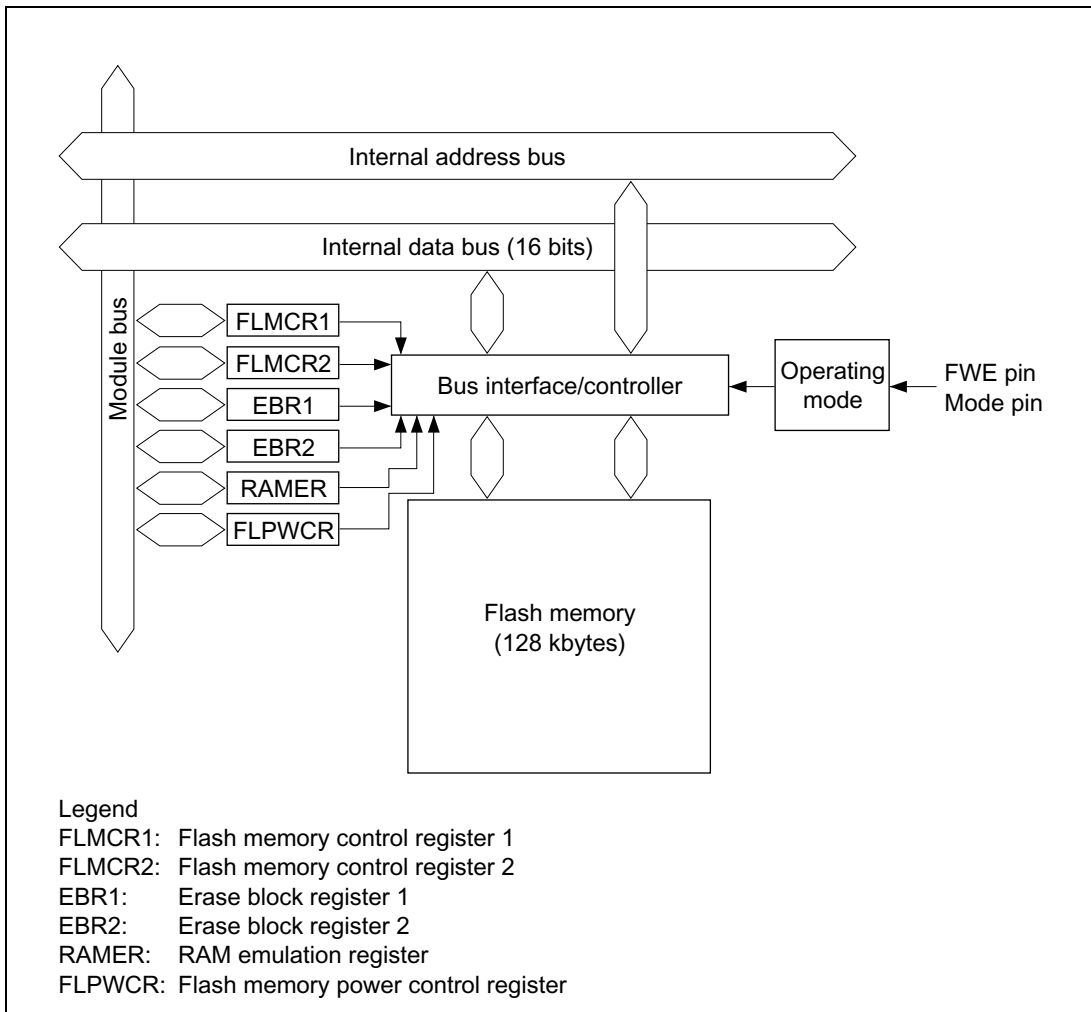 Internal address bus
Internal data bus (16 bits)
Module bus
FLMCR1
FLMCR2
EBR1
EBR2
RAMER
FLPWCR
Bus interface/controller
Operating
mode
FWE pin
Mode pin
Flash memory
(128 kbytes)
Legend
FLMCR1: Flash memory control register 1
FLMCR2: Flash memory control register 2
EBR1: Erase block register 1
EBR2: Erase block register 2
RAMER: RAM emulation register
FLPWCR: Flash memory power control register